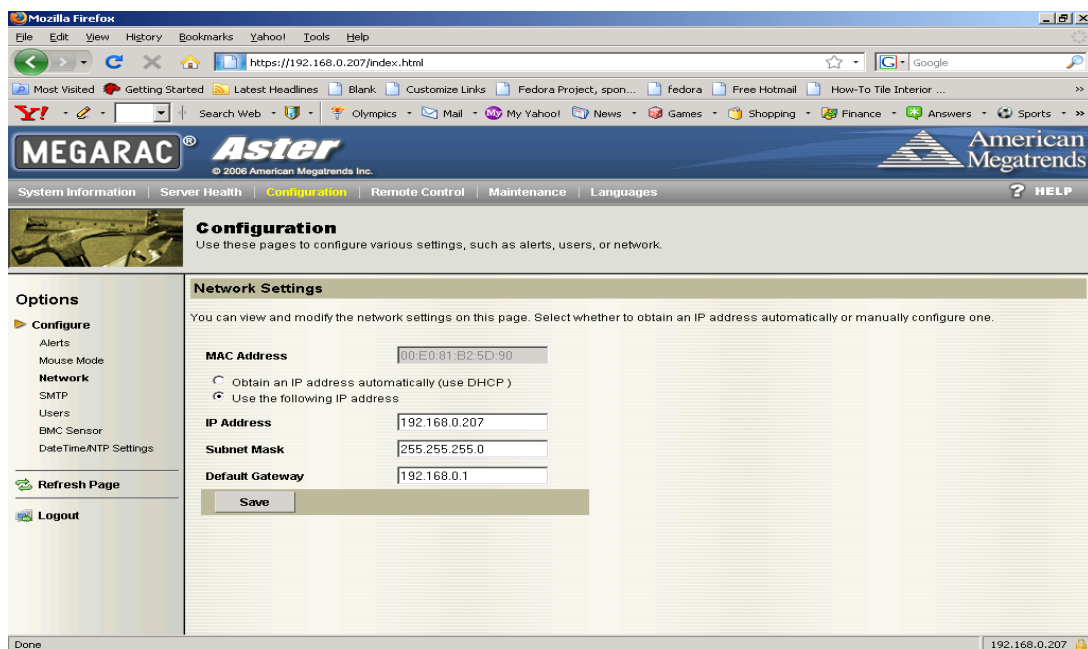 Mozilla Firefox
File Edit View History Bookmarks Yahoo! Tools Help
https://192.168.0.207/index.html
G Google
Most Visited Getting Started Latest Headlines Blank Customize Links Fedora Project, spon... fedora Free Hotmail How-To Tile Interior ... »
Y! Search Web Olympics Mail My Yahoo! News Games Shopping Finance Answers Sports »
MEGARAC® Aster
© 2006 American Megatrends Inc.
American
Megatrends
System Information | Server Health | Configuration | Remote Control | Maintenance | Languages ? HELP
Configuration
Use these pages to configure various settings, such as alerts, users, or network.
Options
Configure
Alerts
Mouse Mode
Network
SMTP
Users
BMC Sensor
DateTime/NTP Settings
Refresh Page
Logout
Network Settings
You can view and modify the network settings on this page. Select whether to obtain an IP address automatically or manually configure one.
MAC Address 00:E0:81:B2:5D:90
Obtain an IP address automatically (use DHCP )
Use the following IP address
IP Address 192.168.0.207
Subnet Mask 255.255.255.0
Default Gateway 192.168.0.1
Save
Done 192.168.0.207